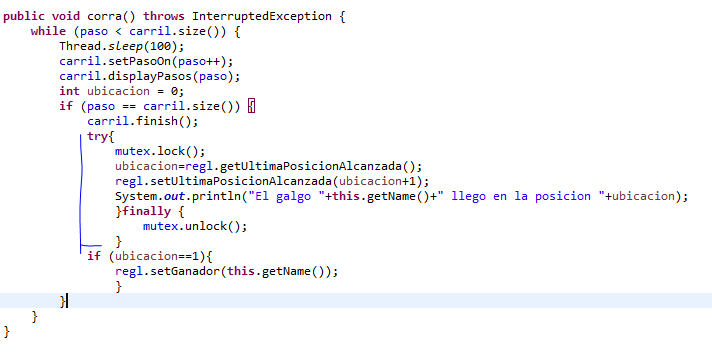 public void corra() throws InterruptedException {
while (paso < carril.size()) {
Thread.sleep(100);
carril.setPasoOn(paso++);
carril.displayPasos(paso);
int ubicacion = 0;
if (paso == carril.size()) {
carril.finish();
try{
mutex.lock();
ubicacion=regl.getUltimaPosicionAlcanzada();
regl.setUltimaPosicionAlcanzada(ubicacion+1);
System.out.println("El galgo "+this.getName()+" llego en la posicion "+ubicacion);
}finally {
mutex.unlock();
}
if (ubicacion==1){
regl.setGanador(this.getName());
}
}
}
}